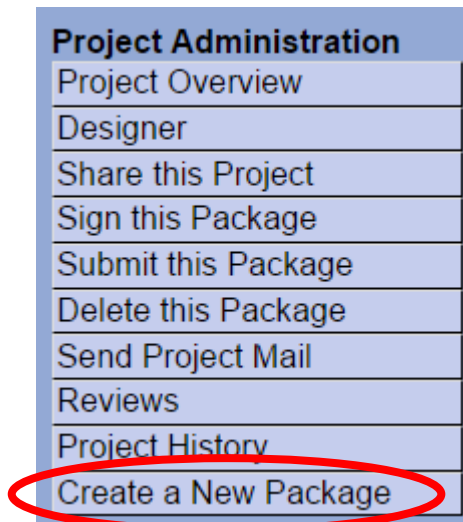 Project Administration
Project Overview
Designer
Share this Project
Sign this Package
Submit this Package
Delete this Package
Send Project Mail
Reviews
Project History
Create a New Package